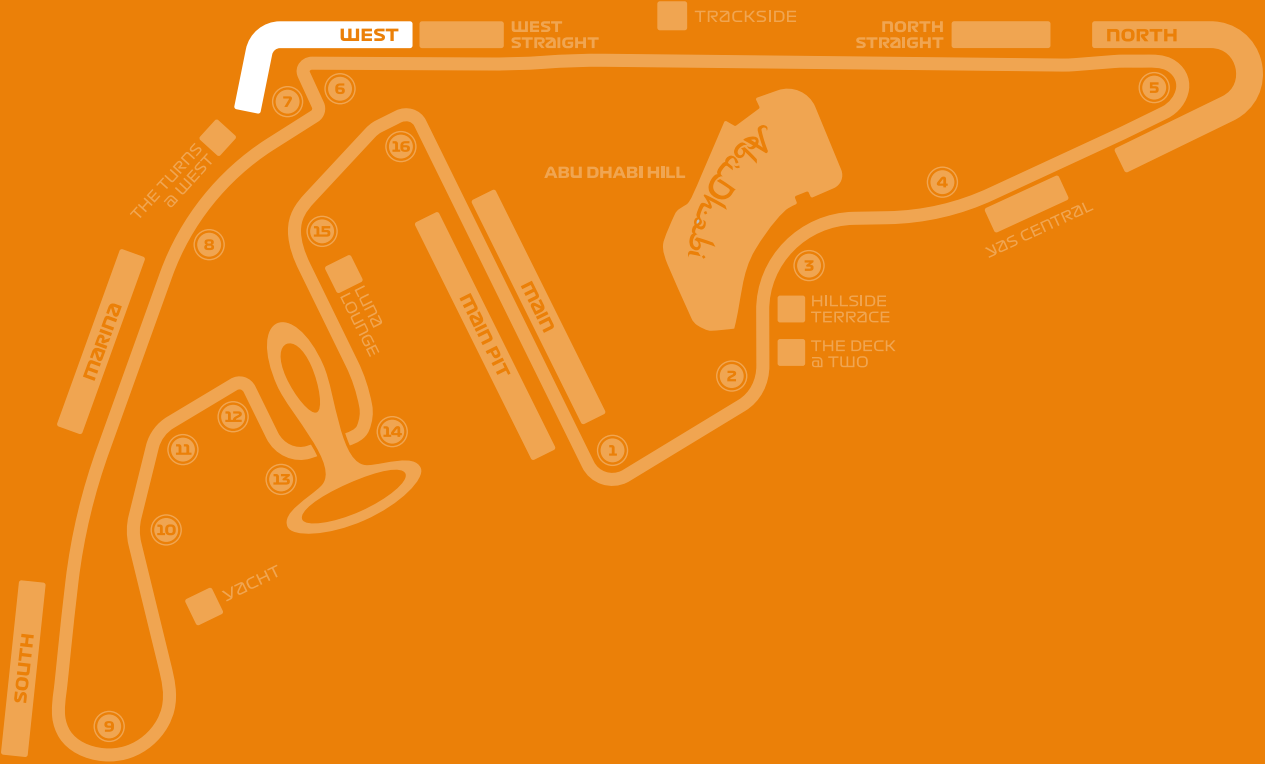 TRACKSIDE
WEST
WEST
STRAIGHT
NORTH
STRAIGHT
NORTH
7
6
5
THE TURNS
@ WEST
16
ABU DHABI HILL
Abu Dhabi
4
YAS CENTRAL
8
15
3
LUNA
LOUNGE
MAIN PIT
MAIN
HILLSIDE
TERRACE
THE DECK
@ TWO
MARINA
2
12
11
14
1
13
10
YACHT
SOUTH
9